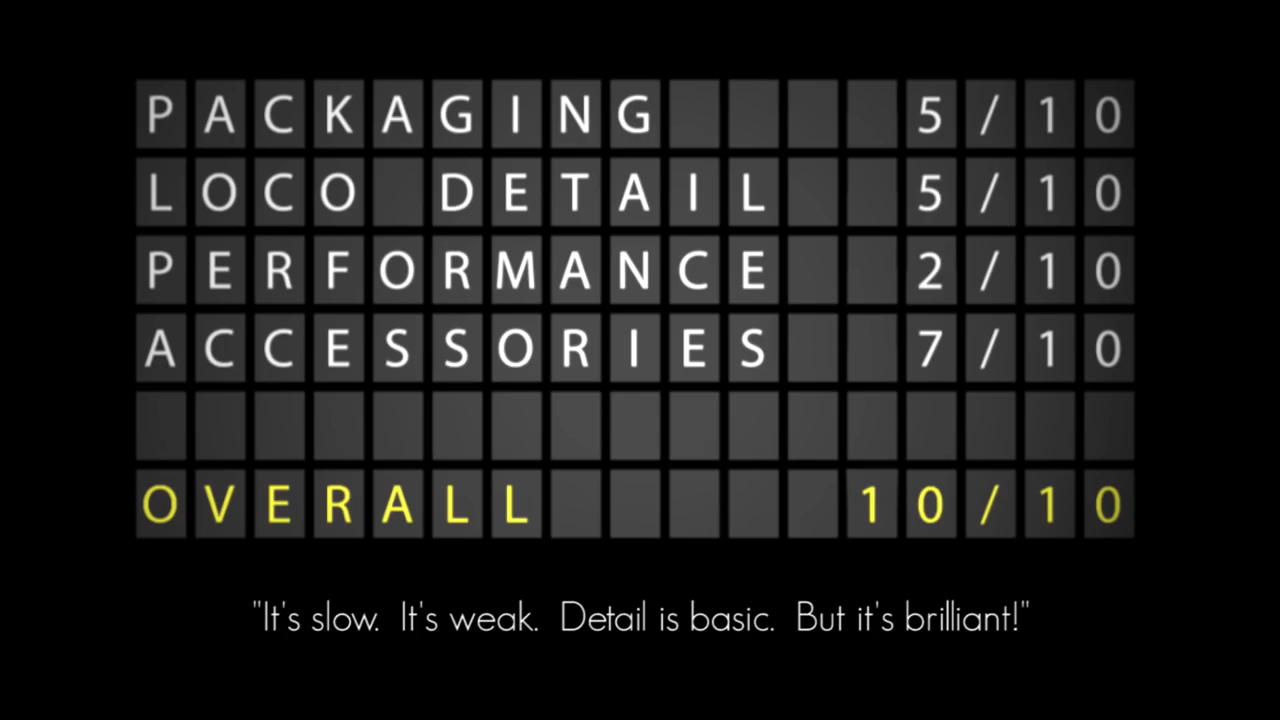 PACKAGING 5/10
LOCO DETAIL 5/10
PERFORMANCE 2/10
ACCESSORIES 7/10
OVERALL 10/10
"It's slow. It's weak. Detail is basic. But it's brilliant!"